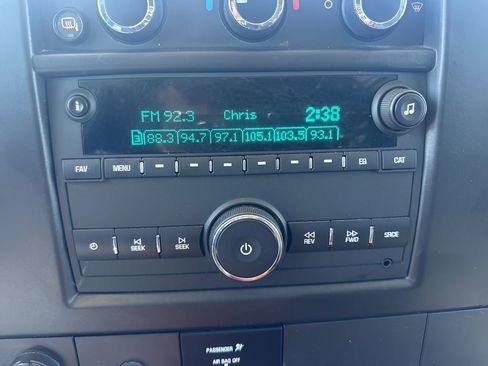 FM 92.3 Chris 2:38
3 88.3 94.7 97.1 105.1 103.5 93.1
FAV MENU EQ CAT
SEEK SEEK REV FWD SRCE
PASSENGER
AIR BAG OFF